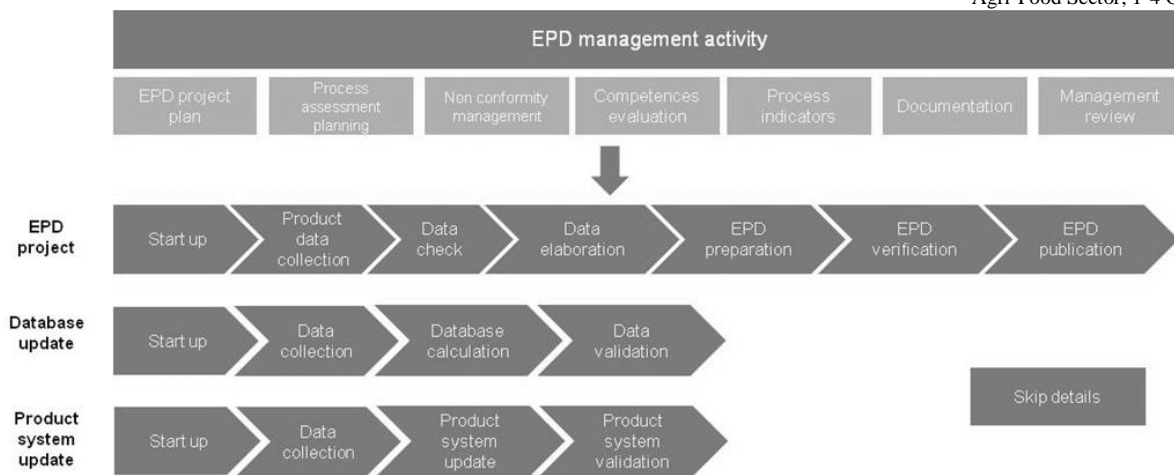 Agri-Food Sector, 1-4
EPD management activity
EPD project
plan
Process
assessment
planning
Non conformity
management
Competences
evaluation
Process
indicators
Documentation
Management
review
EPD
project
Start up
Product
data
collection
Data
check
Data
elaboration
EPD
preparation
EPD
verification
EPD
publication
Database
update
Start up
Data
collection
Database
calculation
Data
validation
Skip details
Product
system
update
Start up
Data
collection
Product
system
update
Product
system
validation